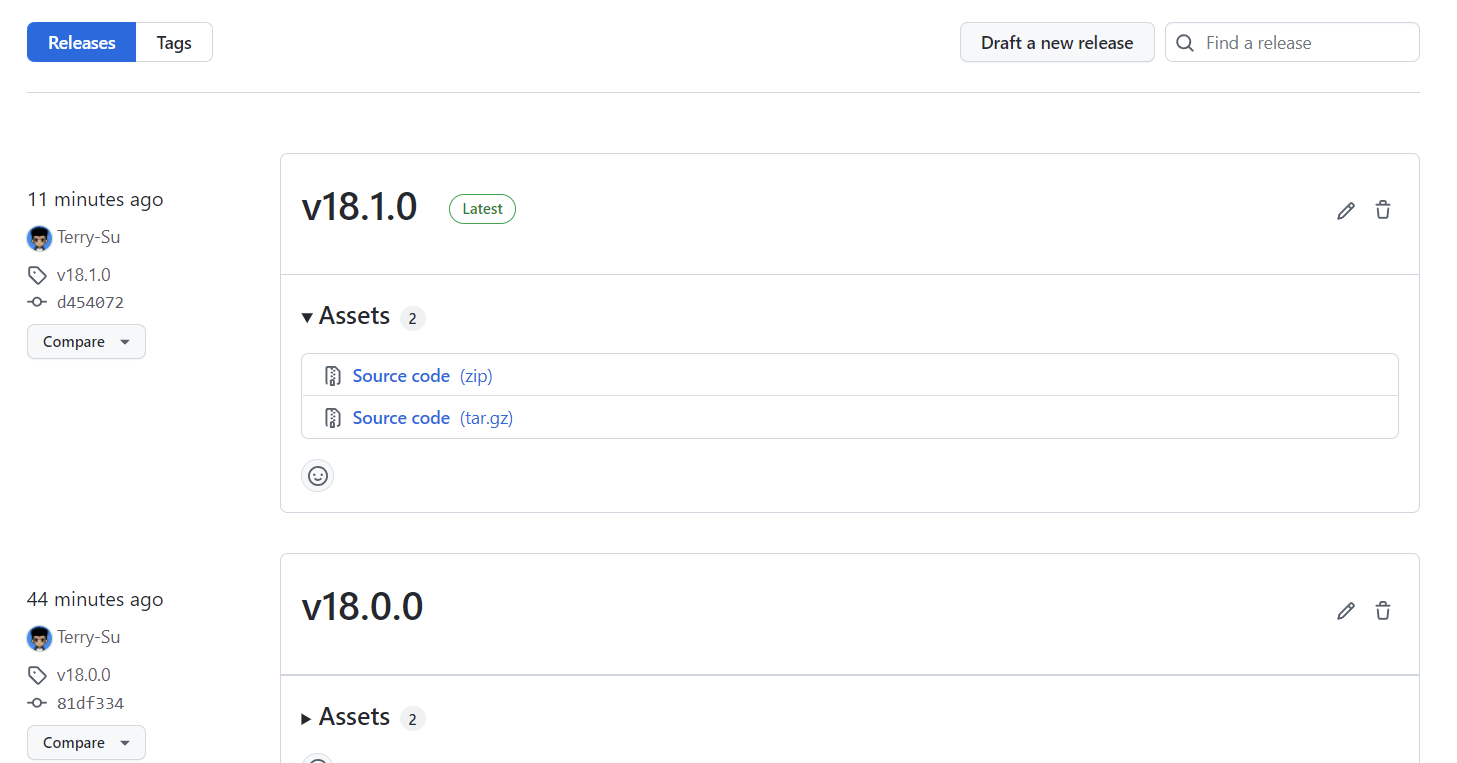 Releases Tags Draft a new release Find a release
11 minutes ago
Terry-Su
v18.1.0
d454072
Compare
v18.1.0 Latest
Assets 2
Source code (zip)
Source code (tar.gz)
44 minutes ago
Terry-Su
v18.0.0
81df334
Compare
v18.0.0
Assets 2